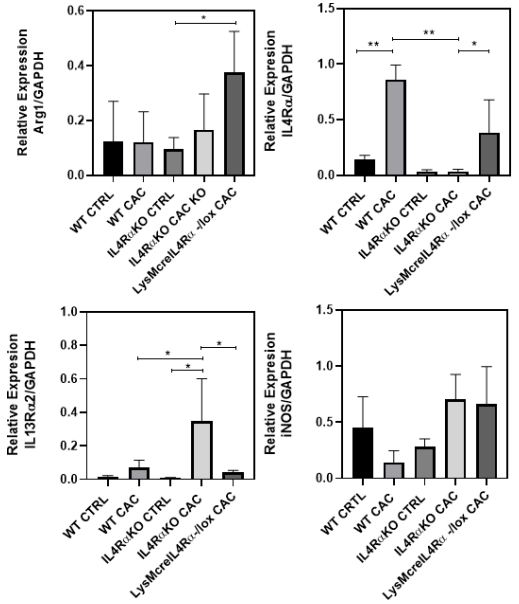 Relative Expression
Arg1/GAPDH
0.6
0.4
0.2
0.0
*
WT CTRL
WT CAC
IL4RαKO CTRL
IL4RαKO CAC KO
LysMcreIL4Rα -/lox CAC
Relative Expression
IL4Rα/GAPDH
1.5
1.0
0.5
0.0
**
**
*
WT CTRL
WT CAC
IL4RαKO CTRL
IL4RαKO CAC
LysMcreIL4Rα -/lox CAC
Relative Expresion
IL13Rα2/GAPDH
1.0
0.8
0.6
0.4
0.2
0.0
*
*
*
WT CTRL
WT CAC
IL4RαKO CTRL
IL4RαKO CAC
LysMcreIL4Rα-/lox CAC
Relative Expresion
iNOS/GAPDH
1.5
1.0
0.5
0.0
WT CRTL
WT CAC
IL4RαKO CTRL
IL4RαKO CAC
LysMcreIL4Rα-/lox CAC